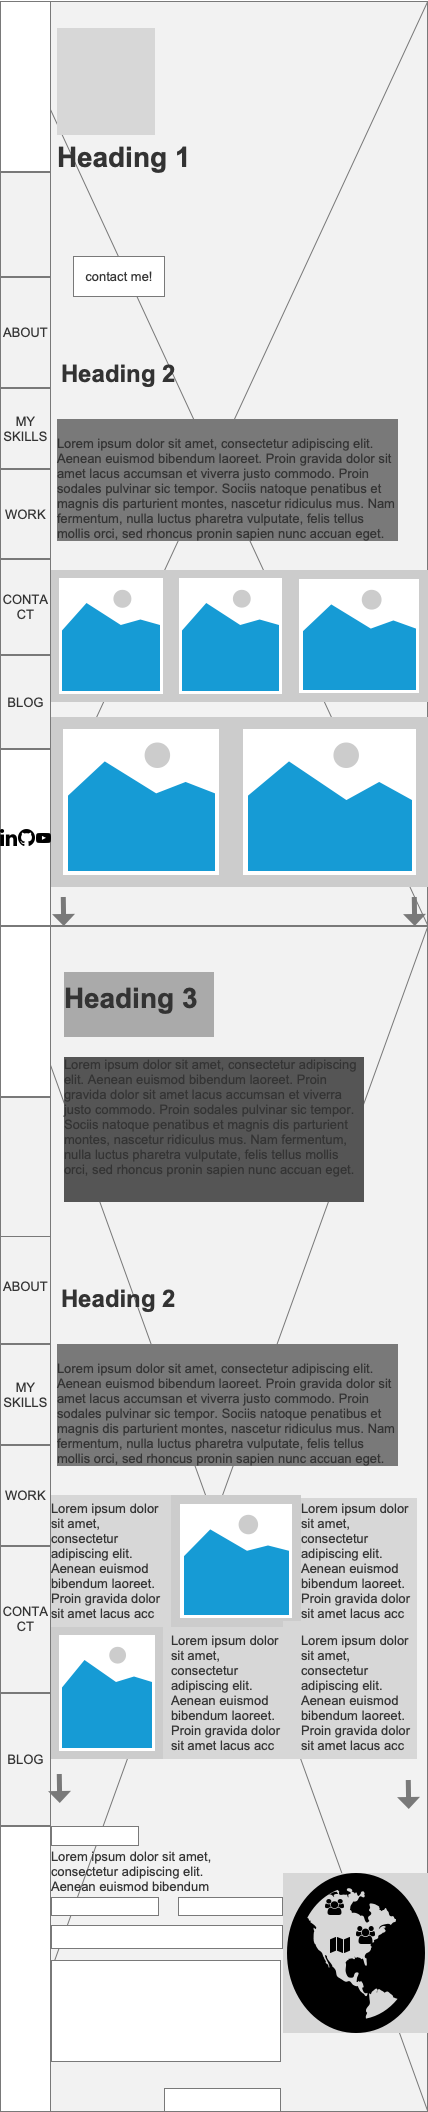 Heading 1
contact me!
ABOUT
Heading 2
MY
SKILLS
Lorem ipsum dolor sit amet, consectetur adipiscing elit.
Aenean euismod bibendum laoreet. Proin gravida dolor sit
amet lacus accumsan et viverra justo commodo. Proin
sodales pulvinar sic tempor. Sociis natoque penatibus et
magnis dis parturient montes, nascetur ridiculus mus. Nam
fermentum, nulla luctus pharetra vulputate, felis tellus
mollis orci, sed rhoncus pronin sapien nunc accuan eget.
WORK
CONTA
CT
BLOG
in
Heading 3
Lorem ipsum dolor sit amet, consectetur adipiscing
elit. Aenean euismod bibendum laoreet. Proin
gravida dolor sit amet lacus accumsan et viverra
justo commodo. Proin sodales pulvinar sic tempor.
Sociis natoque penatibus et magnis dis parturient
montes, nascetur ridiculus mus. Nam fermentum,
nulla luctus pharetra vulputate, felis tellus mollis
orci, sed rhoncus pronin sapien nunc accuan eget.
ABOUT
Heading 2
MY
SKILLS
Lorem ipsum dolor sit amet, consectetur adipiscing elit.
Aenean euismod bibendum laoreet. Proin gravida dolor sit
amet lacus accumsan et viverra justo commodo. Proin
sodales pulvinar sic tempor. Sociis natoque penatibus et
magnis dis parturient montes, nascetur ridiculus mus. Nam
fermentum, nulla luctus pharetra vulputate, felis tellus
mollis orci, sed rhoncus pronin sapien nunc accuan eget.
WORK
CONTA
CT
BLOG
Lorem ipsum dolor
sit amet,
consectetur
adipiscing elit.
Aenean euismod
bibendum laoreet.
Proin gravida dolor
sit amet lacus acc
Lorem ipsum dolor
sit amet,
consectetur
adipiscing elit.
Aenean euismod
bibendum laoreet.
Proin gravida dolor
sit amet lacus acc
Lorem ipsum dolor
sit amet,
consectetur
adipiscing elit.
Aenean euismod
bibendum laoreet.
Proin gravida dolor
sit amet lacus acc
Lorem ipsum dolor
sit amet,
consectetur
adipiscing elit.
Aenean euismod
bibendum laoreet.
Proin gravida dolor
sit amet lacus acc
Lorem ipsum dolor sit amet,
consectetur adipiscing elit.
Aenean euismod bibendum